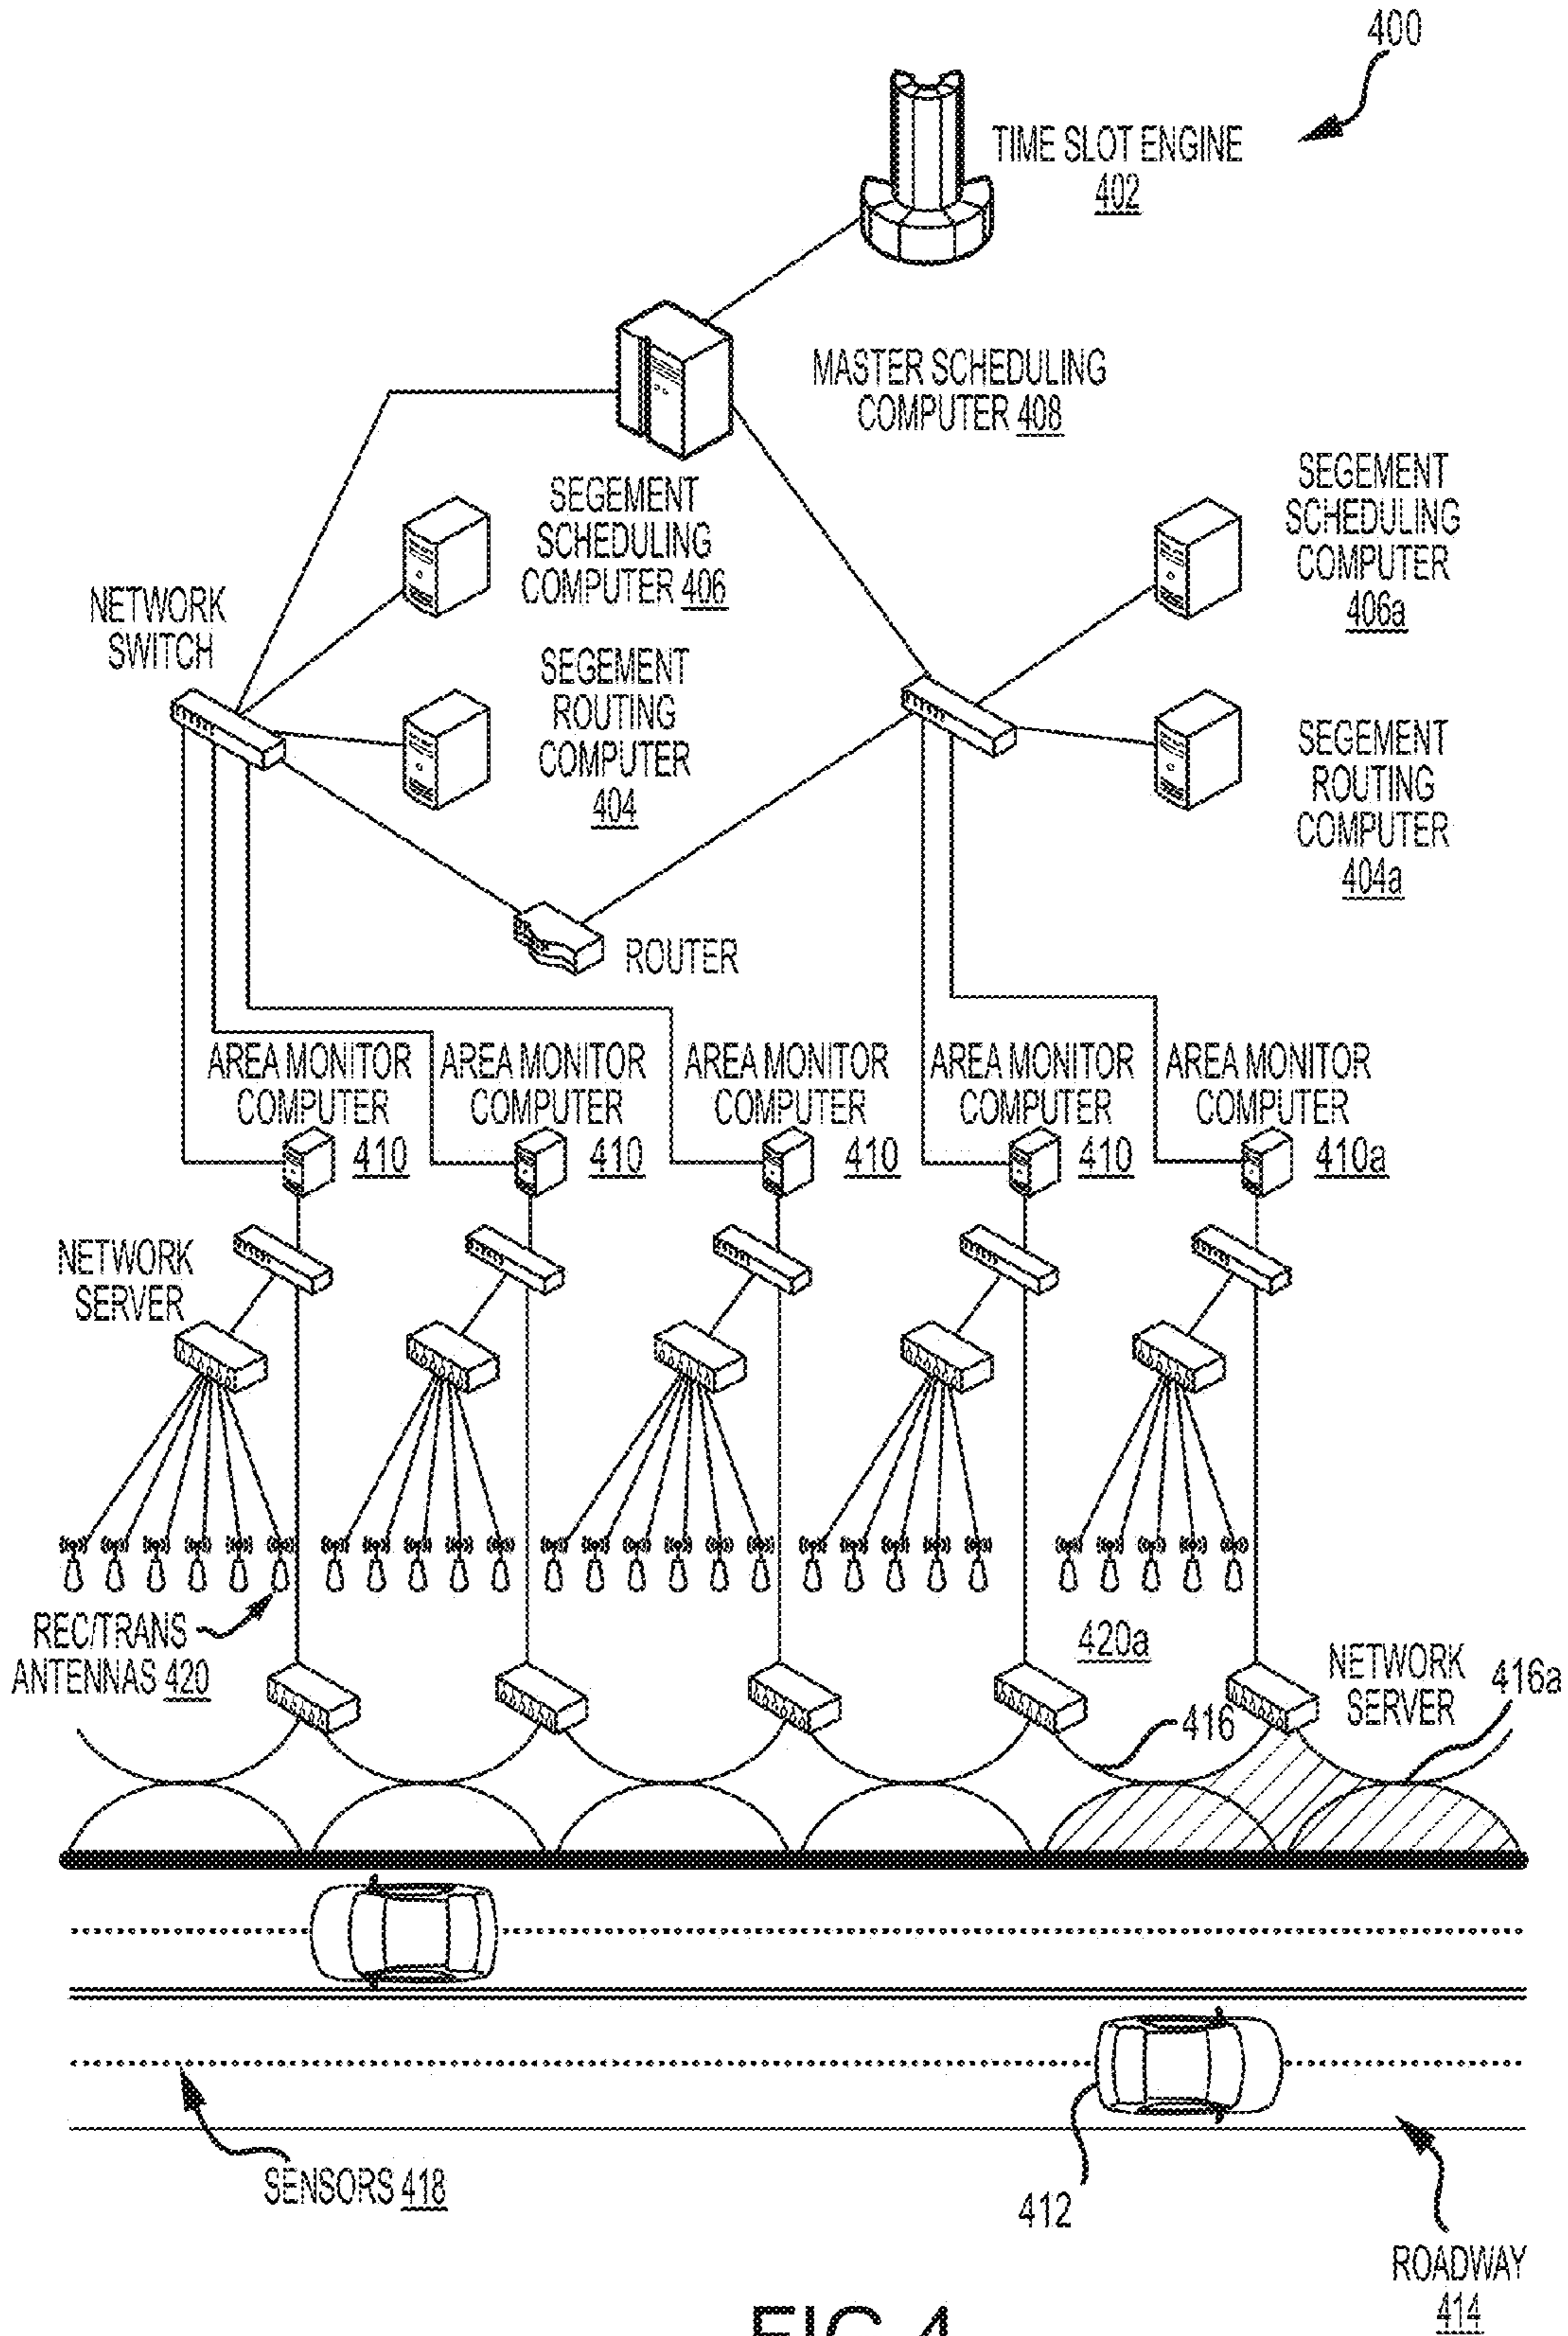 400
TIME SLOT ENGINE
402
MASTER SCHEDULING
COMPUTER 408
SEGEMENT
SCHEDULING
COMPUTER 406
SEGEMENT
SCHEDULING
COMPUTER
406a
NETWORK
SWITCH
SEGEMENT
ROUTING
COMPUTER
404
SEGEMENT
ROUTING
COMPUTER
404a
ROUTER
AREA MONITOR
COMPUTER
410
AREA MONITOR
COMPUTER
410
AREA MONITOR
COMPUTER
410
AREA MONITOR
COMPUTER
410
AREA MONITOR
COMPUTER
410a
NETWORK
SERVER
REC/TRANS
ANTENNAS 420
420a
NETWORK
SERVER
416a
416
SENSORS 418
412
ROADWAY
414
FIG 4